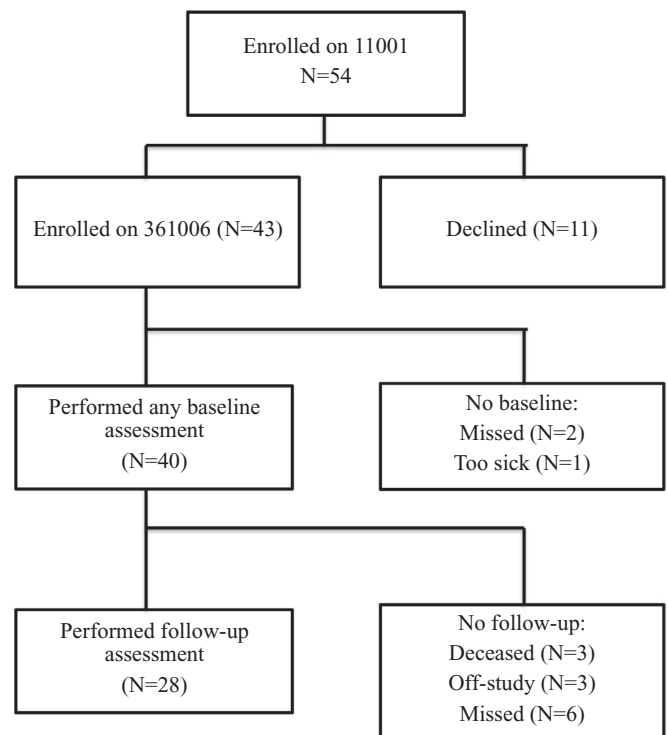 Enrolled on 11001
N=54
Enrolled on 361006 (N=43)
Declined (N=11)
Performed any baseline
assessment
(N=40)
No baseline:
Missed (N=2)
Too sick (N=1)
Performed follow-up
assessment
(N=28)
No follow-up:
Deceased (N=3)
Off-study (N=3)
Missed (N=6)